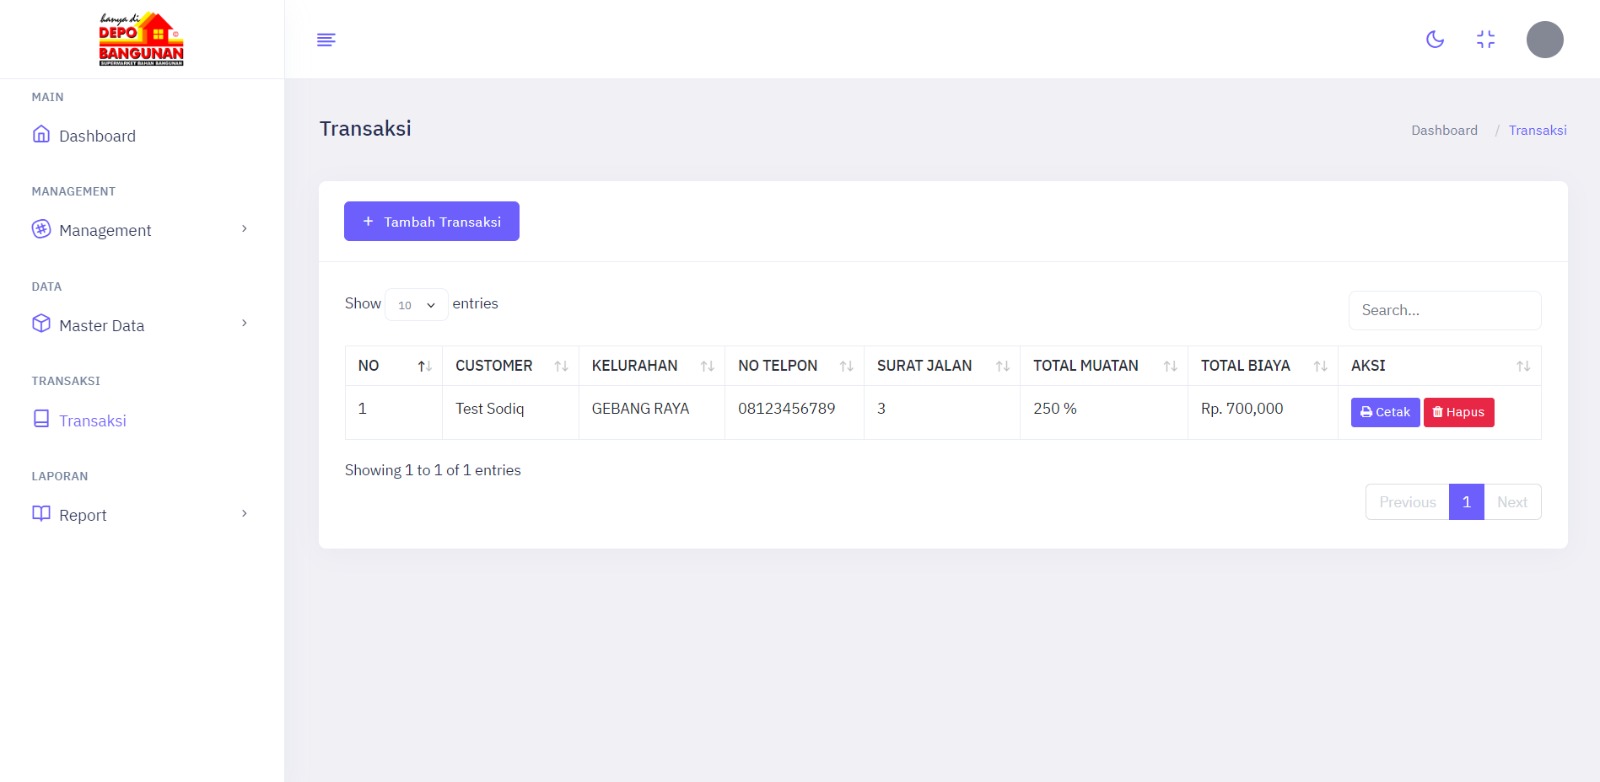 hanya di
DEPO
BANGUNAN
SUPERMARKET BAHAN BANGUNAN
MAIN
Dashboard
MANAGEMENT
Management
DATA
Master Data
TRANSAKSI
Transaksi
LAPORAN
Report
Transaksi
Dashboard / Transaksi
+ Tambah Transaksi
Show 10 entries
Search...
NO CUSTOMER KELURAHAN NO TELPON SURAT JALAN TOTAL MUATAN TOTAL BIAYA AKSI
1 Test Sodiq GEBANG RAYA 08123456789 3 250 % Rp. 700,000 Cetak Hapus
Showing 1 to 1 of 1 entries
Previous 1 Next